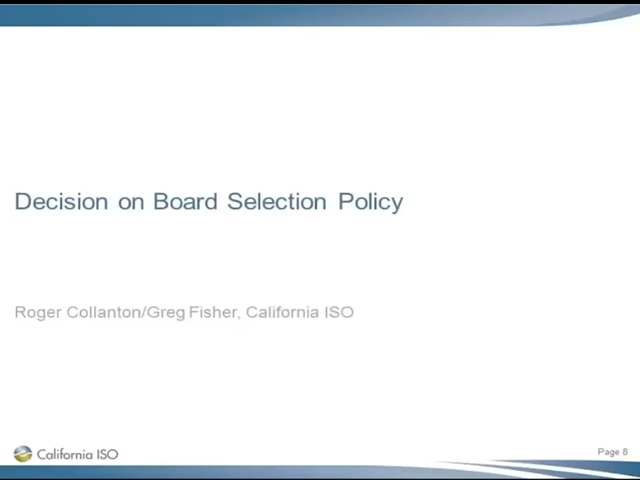 Decision on Board Selection Policy
Roger Collanton/Greg Fisher, California ISO
California ISO
Page 8